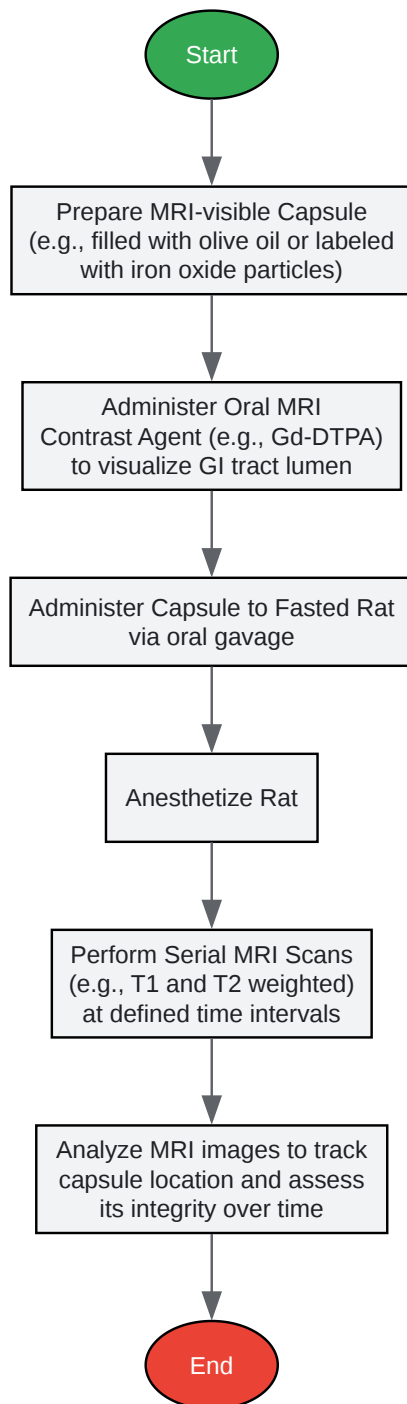 Start
Prepare MRI-visible Capsule
(e.g., filled with olive oil or labeled
with iron oxide particles)
Administer Oral MRI
Contrast Agent (e.g., Gd-DTPA)
to visualize GI tract lumen
Administer Capsule to Fasted Rat
via oral gavage
Anesthetize Rat
Perform Serial MRI Scans
(e.g., T1 and T2 weighted)
at defined time intervals
Analyze MRI images to track
capsule location and assess
its integrity over time
End